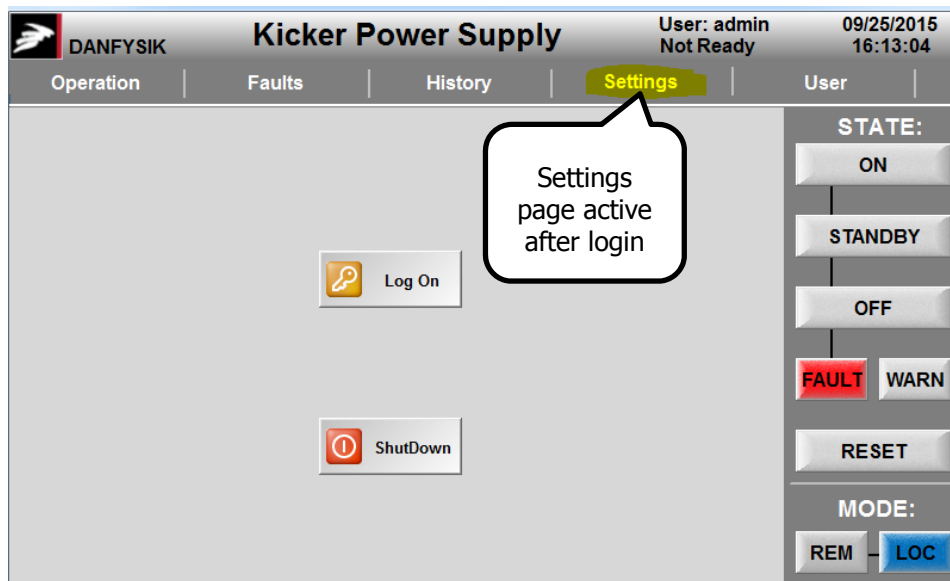 DANFYSIK
Kicker Power Supply
User: admin
Not Ready
09/25/2015
16:13:04
Operation
Faults
History
Settings
User
Settings
page active
after login
Log On
ShutDown
STATE:
ON
STANDBY
OFF
FAULT
WARN
RESET
MODE:
REM
LOC